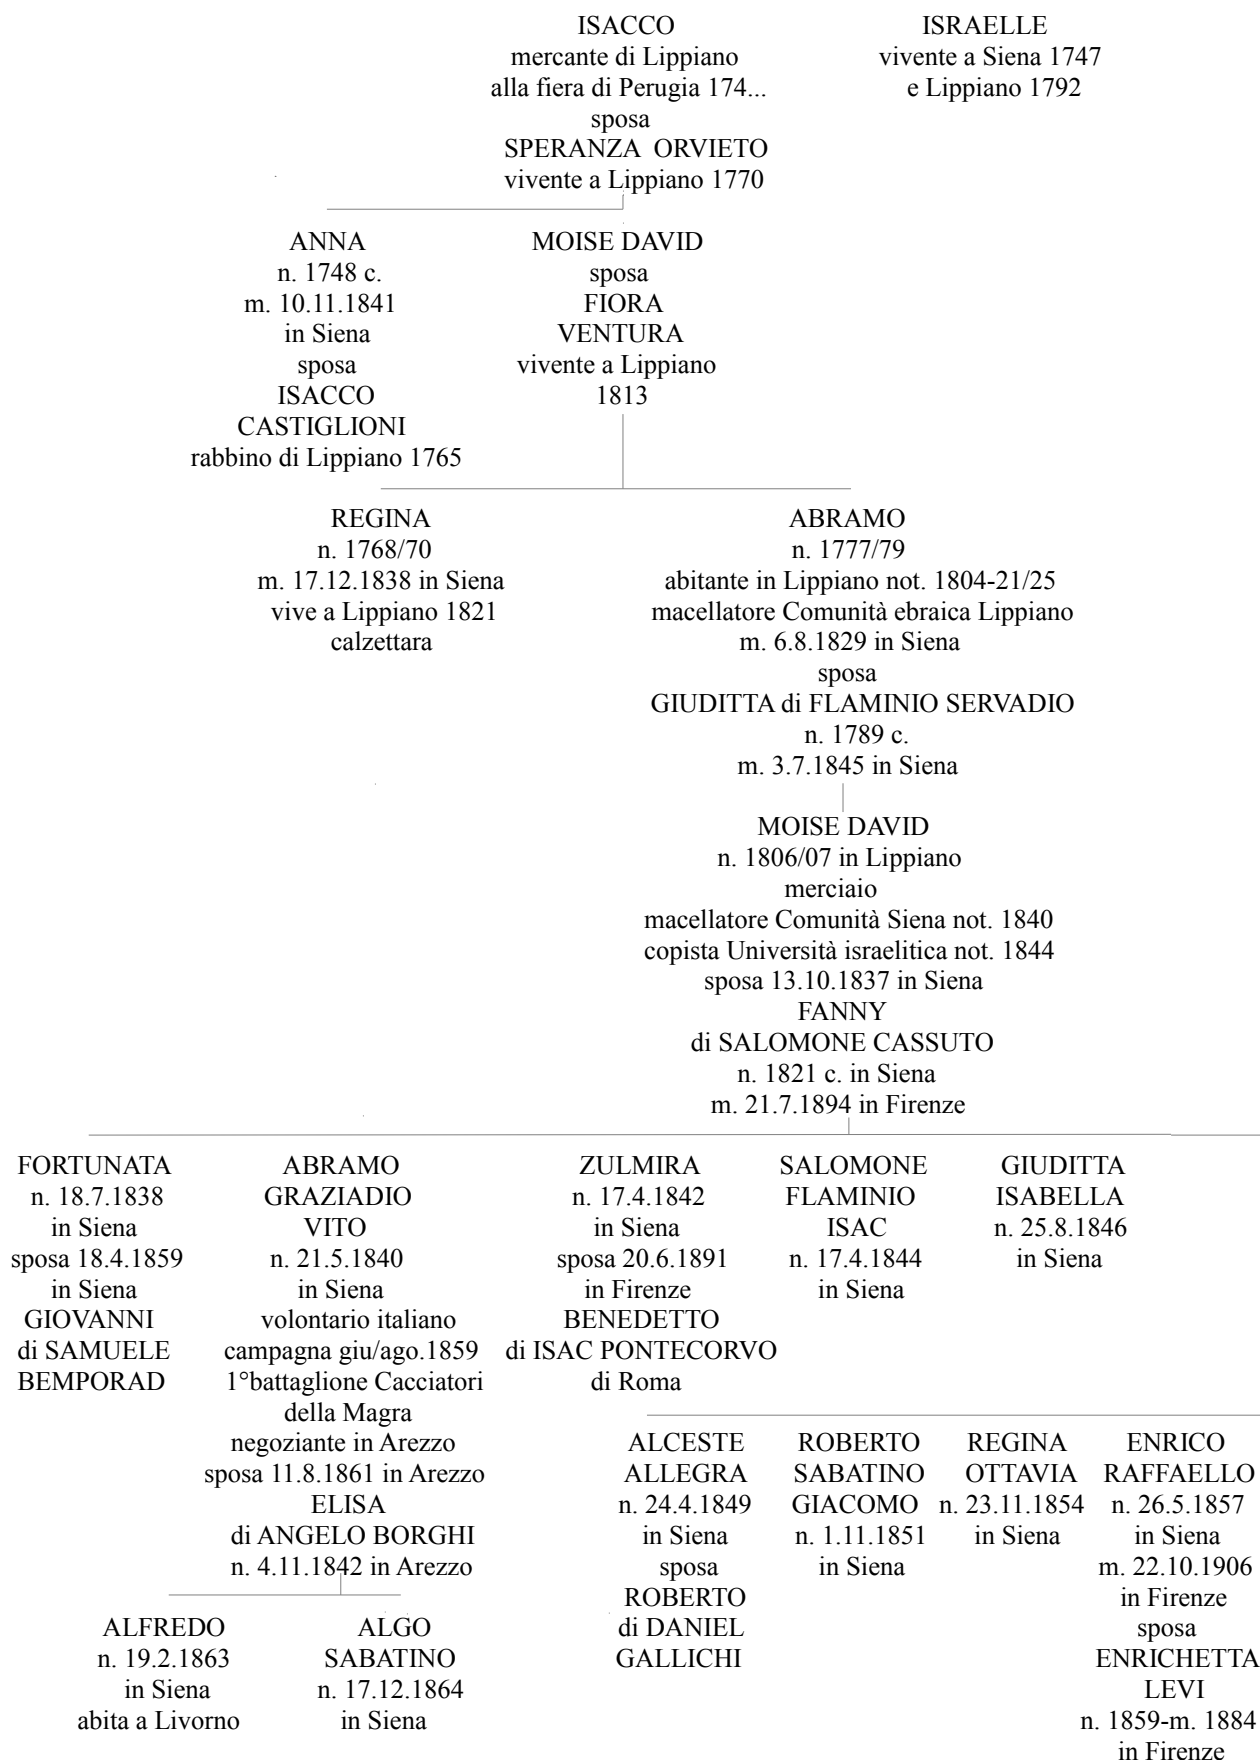 ISACCO
mercante di Lippiano
alla fiera di Perugia 174...
sposa
SPERANZA ORVIETO
vivente a Lippiano 1770
ISRAELLE
vivente a Siena 1747
e Lippiano 1792
ANNA
n. 1748 c.
m. 10.11.1841
in Siena
sposa
ISACCO
CASTIGLIONI
rabbino di Lippiano 1765
MOISE DAVID
sposa
FIORA
VENTURA
vivente a Lippiano
1813
REGINA
n. 1768/70
m. 17.12.1838 in Siena
vive a Lippiano 1821
calzettara
ABRAMO
n. 1777/79
abitante in Lippiano not. 1804-21/25
macellatore Comunità ebraica Lippiano
m. 6.8.1829 in Siena
sposa
GIUDITTA di FLAMINIO SERVADIO
n. 1789 c.
m. 3.7.1845 in Siena
MOISE DAVID
n. 1806/07 in Lippiano
merciaio
macellatore Comunità Siena not. 1840
copista Università israelitica not. 1844
sposa 13.10.1837 in Siena
FANNY
di SALOMONE CASSUTO
n. 1821 c. in Siena
m. 21.7.1894 in Firenze
FORTUNATA
n. 18.7.1838
in Siena
sposa 18.4.1859
in Siena
GIOVANNI
di SAMUELE
BEMPORAD
ABRAMO
GRAZIADIO
VITO
n. 21.5.1840
in Siena
volontario italiano
campagna giu/ago.1859
1°battaglione Cacciatori
della Magra
negoziante in Arezzo
sposa 11.8.1861 in Arezzo
ELISA
di ANGELO BORGHI
n. 4.11.1842 in Arezzo
ZULMIRA
n. 17.4.1842
in Siena
sposa 20.6.1891
in Firenze
BENEDETTO
di ISAC PONTECORVO
di Roma
SALOMONE
FLAMINIO
ISAC
n. 17.4.1844
in Siena
GIUDITTA
ISABELLA
n. 25.8.1846
in Siena
ALCESTE
ALLEGRA
n. 24.4.1849
in Siena
sposa
ROBERTO
di DANIEL
GALLICHI
ROBERTO
SABATINO
GIACOMO
n. 1.11.1851
in Siena
REGINA
OTTAVIA
n. 23.11.1854
in Siena
ENRICO
RAFFAELLO
n. 26.5.1857
in Siena
m. 22.10.1906
in Firenze
sposa
ENRICHETTA
LEVI
n. 1859-m. 1884
in Firenze
ALFREDO
n. 19.2.1863
in Siena
abita a Livorno
ALGO
SABATINO
n. 17.12.1864
in Siena